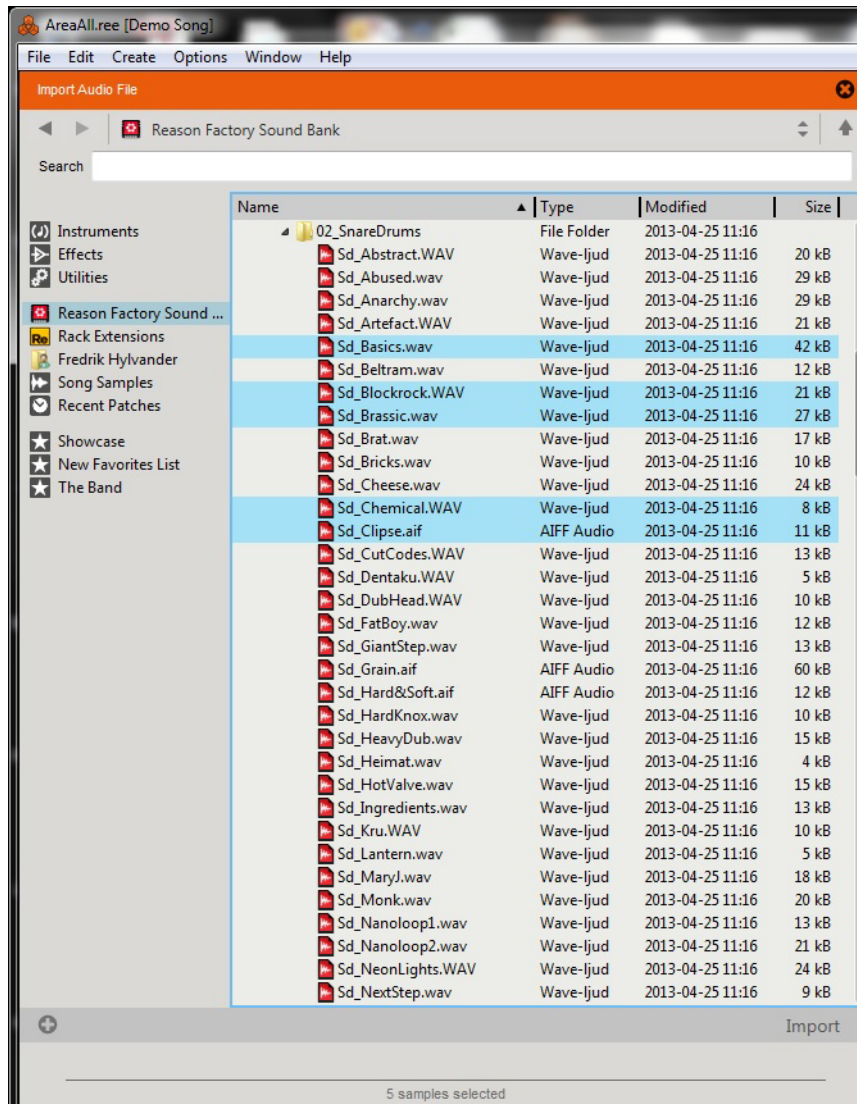 AreaAll.ree [Demo Song]
File Edit Create Options Window Help
Import Audio File
Reason Factory Sound Bank
Search
Instruments
Effects
Utilities
Reason Factory Sound ...
Re Rack Extensions
Fredrik Hylvander
Song Samples
Recent Patches
Showcase
New Favorites List
The Band
Name Type Modified Size
02_SnareDrums File Folder 2013-04-25 11:16
Sd_Abstract.WAV Wave-ljud 2013-04-25 11:16 20 kB
Sd_Abused.wav Wave-ljud 2013-04-25 11:16 29 kB
Sd_Anarchy.wav Wave-ljud 2013-04-25 11:16 29 kB
Sd_Artefact.WAV Wave-ljud 2013-04-25 11:16 21 kB
Sd_Basics.wav Wave-ljud 2013-04-25 11:16 42 kB
Sd_Beltram.wav Wave-ljud 2013-04-25 11:16 12 kB
Sd_Blockrock.WAV Wave-ljud 2013-04-25 11:16 21 kB
Sd_Brassic.wav Wave-ljud 2013-04-25 11:16 27 kB
Sd_Brat.wav Wave-ljud 2013-04-25 11:16 17 kB
Sd_Bricks.wav Wave-ljud 2013-04-25 11:16 10 kB
Sd_Cheese.wav Wave-ljud 2013-04-25 11:16 24 kB
Sd_Chemical.WAV Wave-ljud 2013-04-25 11:16 8 kB
Sd_Clipse.aif AIFF Audio 2013-04-25 11:16 11 kB
Sd_CutCodes.WAV Wave-ljud 2013-04-25 11:16 13 kB
Sd_Dentaku.WAV Wave-ljud 2013-04-25 11:16 5 kB
Sd_DubHead.WAV Wave-ljud 2013-04-25 11:16 10 kB
Sd_FatBoy.wav Wave-ljud 2013-04-25 11:16 12 kB
Sd_GiantStep.wav Wave-ljud 2013-04-25 11:16 13 kB
Sd_Grain.aif AIFF Audio 2013-04-25 11:16 60 kB
Sd_Hard&Soft.aif AIFF Audio 2013-04-25 11:16 12 kB
Sd_HardKnox.wav Wave-ljud 2013-04-25 11:16 10 kB
Sd_HeavyDub.wav Wave-ljud 2013-04-25 11:16 15 kB
Sd_Heimat.wav Wave-ljud 2013-04-25 11:16 4 kB
Sd_HotValve.wav Wave-ljud 2013-04-25 11:16 15 kB
Sd_Ingredients.wav Wave-ljud 2013-04-25 11:16 13 kB
Sd_Kru.WAV Wave-ljud 2013-04-25 11:16 10 kB
Sd_Lantern.wav Wave-ljud 2013-04-25 11:16 5 kB
Sd_MaryJ.wav Wave-ljud 2013-04-25 11:16 18 kB
Sd_Monk.wav Wave-ljud 2013-04-25 11:16 20 kB
Sd_Nanoloop1.wav Wave-ljud 2013-04-25 11:16 13 kB
Sd_Nanoloop2.wav Wave-ljud 2013-04-25 11:16 21 kB
Sd_NeonLights.WAV Wave-ljud 2013-04-25 11:16 24 kB
Sd_NextStep.wav Wave-ljud 2013-04-25 11:16 9 kB
Import
5 samples selected